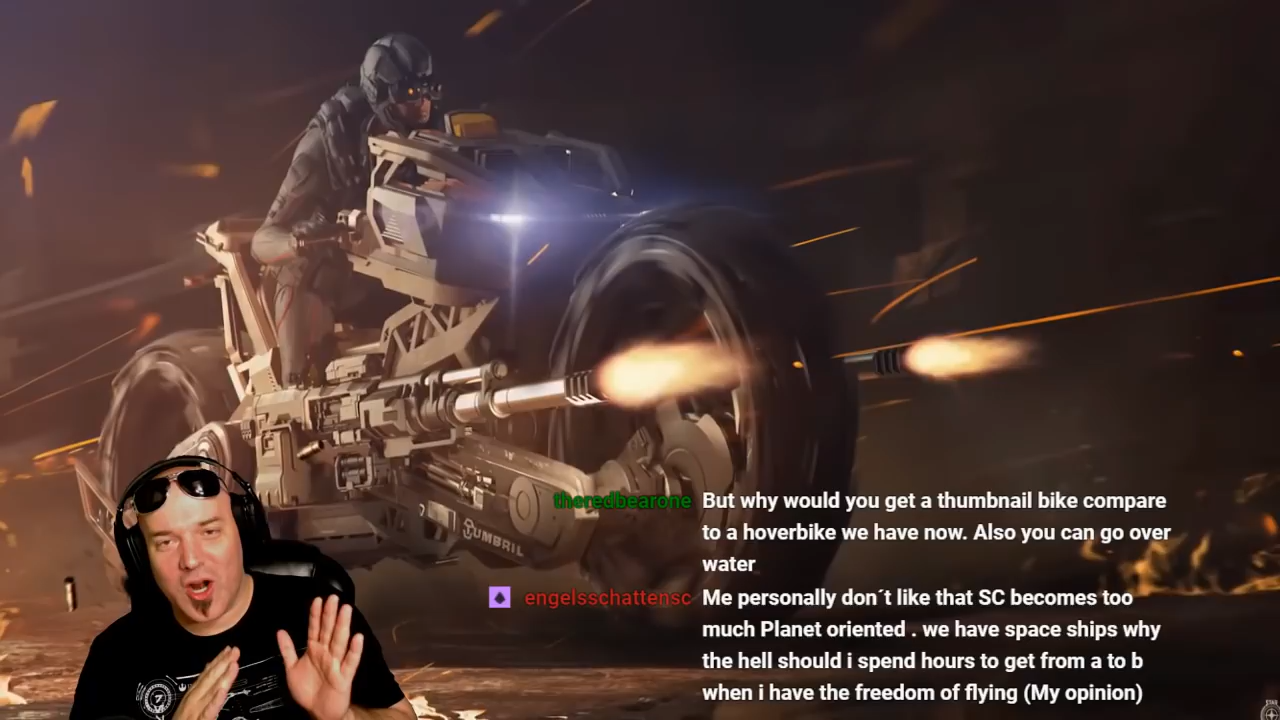 theredbearone But why would you get a thumbnail bike compare
to a hoverbike we have now. Also you can go over
water
engelsschattensc Me personally don´t like that SC becomes too
much Planet oriented . we have space ships why
the hell should i spend hours to get from a to b
when i have the freedom of flying (My opinion)
TUMBRIL
7